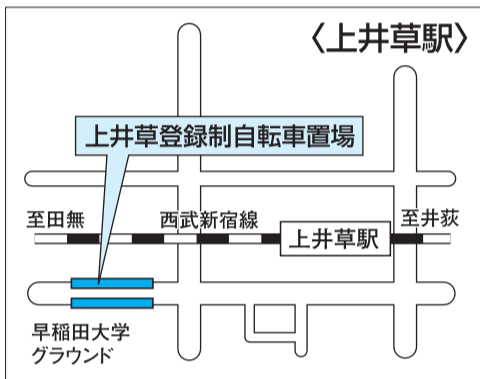 〈上井草駅〉
上井草登録制自転車置場
至田無
西武新宿線
至井荻
上井草駅
早稲田大学
グラウンド